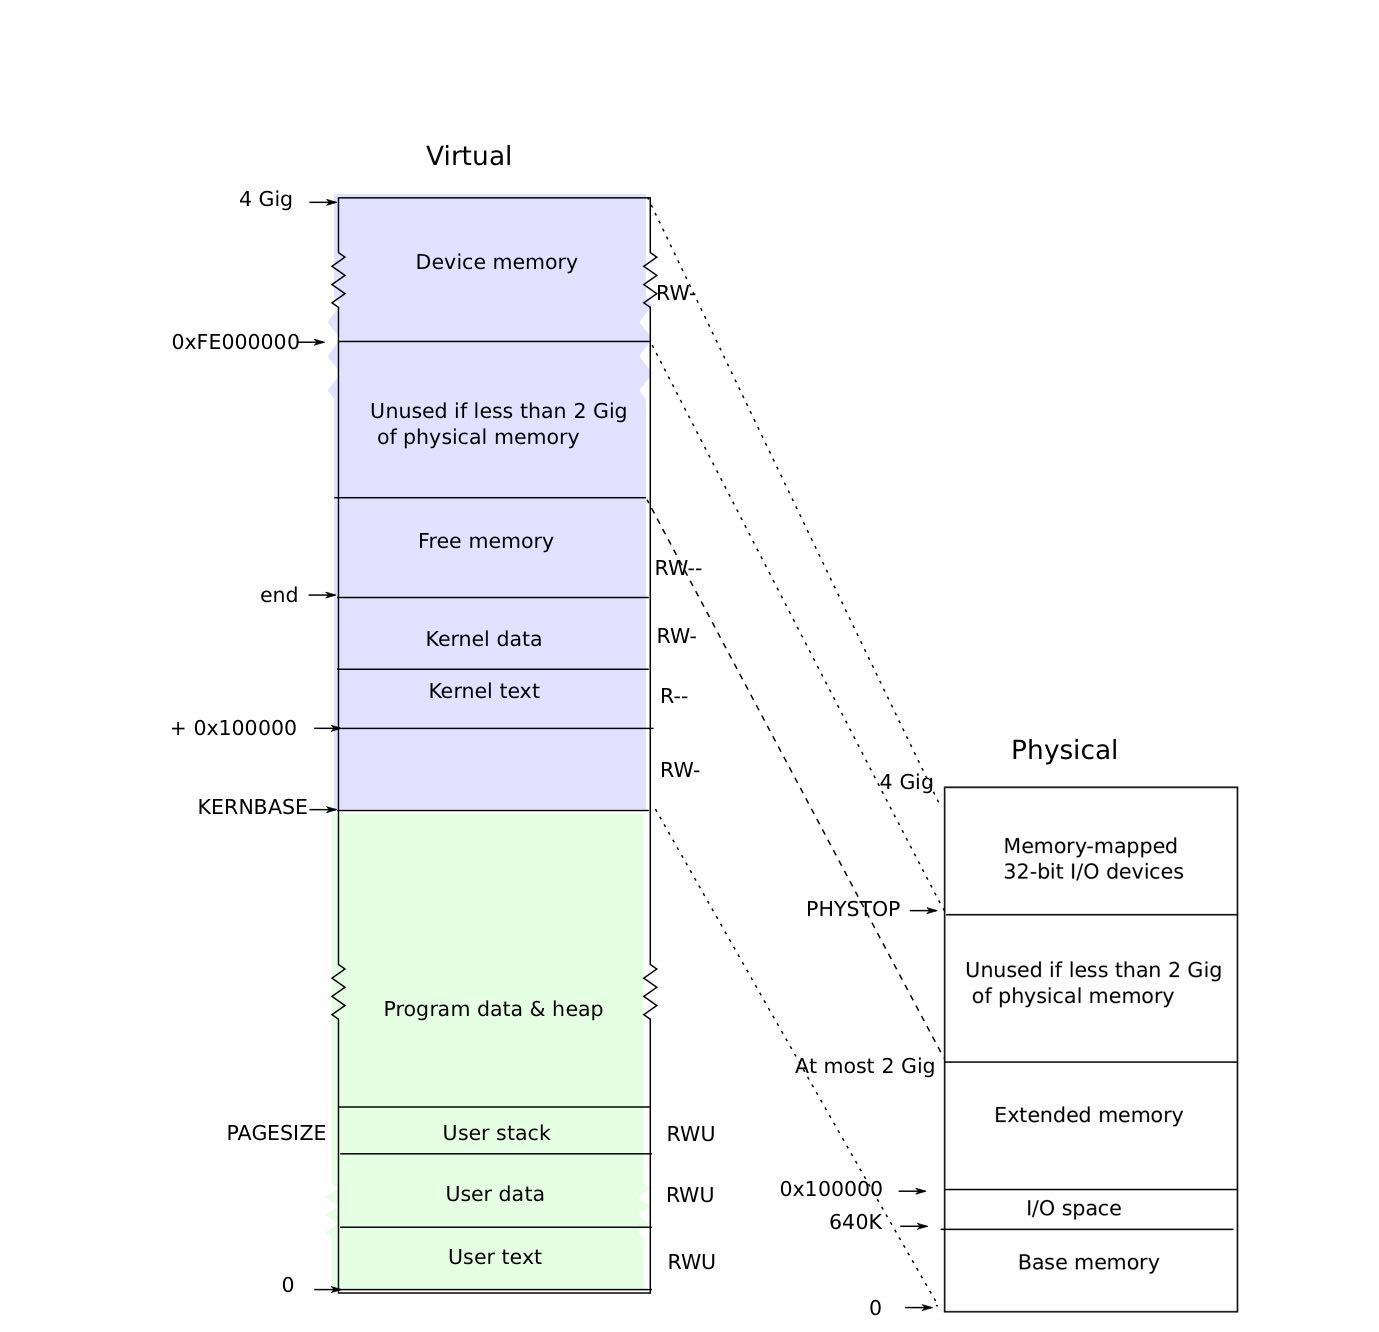 Virtual
4 Gig
Device memory
RW-
0xFE000000
Unused if less than 2 Gig
of physical memory
Free memory
RW--
end
Kernel data
RW-
Kernel text
R--
+ 0x100000
RW-
KERNBASE
Program data & heap
PAGESIZE
User stack
RWU
User data
RWU
User text
RWU
0
Physical
4 Gig
Memory-mapped
32-bit I/O devices
PHYSTOP
Unused if less than 2 Gig
of physical memory
At most 2 Gig
Extended memory
0x100000
I/O space
640K
Base memory
0